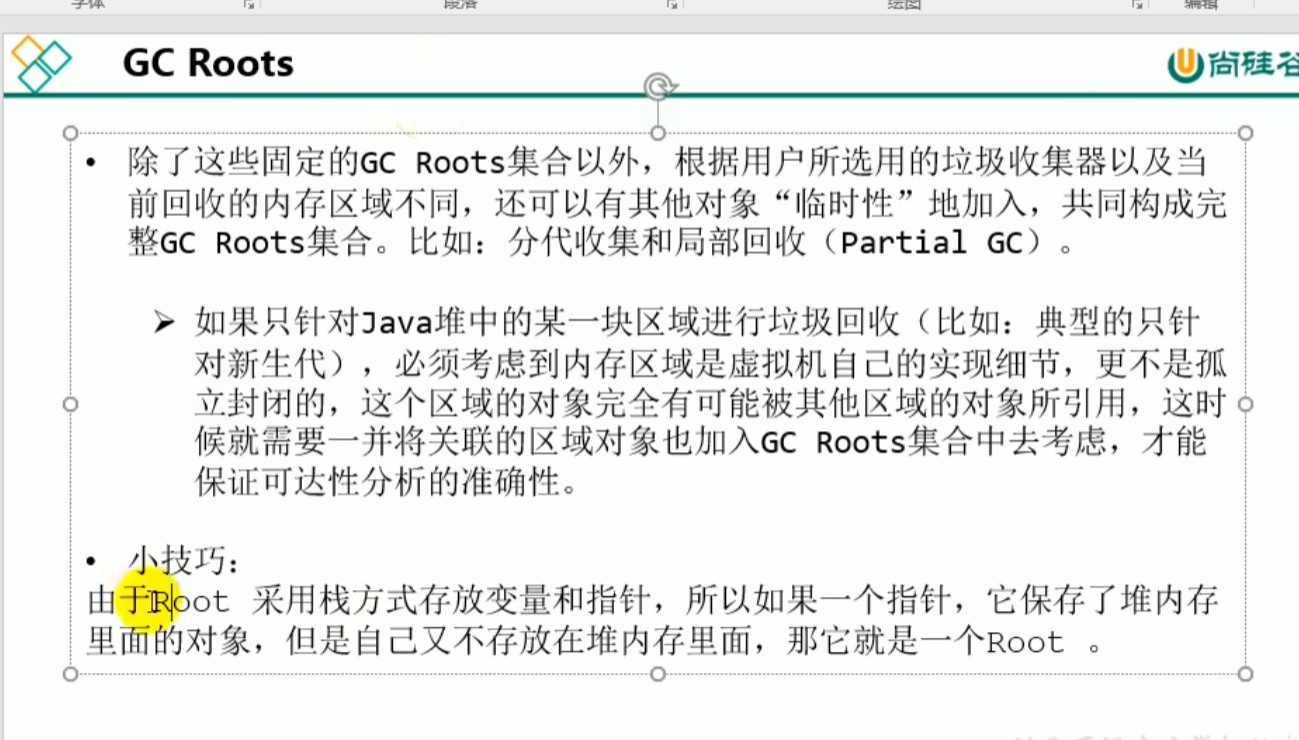 字体
段落
绘图
编辑
GC Roots
尚硅谷
• 除了这些固定的GC Roots集合以外，根据用户所选用的垃圾收集器以及当
前回收的内存区域不同，还可以有其他对象“临时性”地加入，共同构成完
整GC Roots集合。比如：分代收集和局部回收（Partial GC）。
➢ 如果只针对Java堆中的某一块区域进行垃圾回收（比如：典型的只针
对新生代），必须考虑到内存区域是虚拟机自己的实现细节，更不是孤
立封闭的，这个区域的对象完全有可能被其他区域的对象所引用，这时
候就需要一并将关联的区域对象也加入GC Roots集合中去考虑，才能
保证可达性分析的准确性。
• 小技巧：
由于Root 采用栈方式存放变量和指针，所以如果一个指针，它保存了堆内存
里面的对象，但是自己又不存放在堆内存里面，那它就是一个Root 。